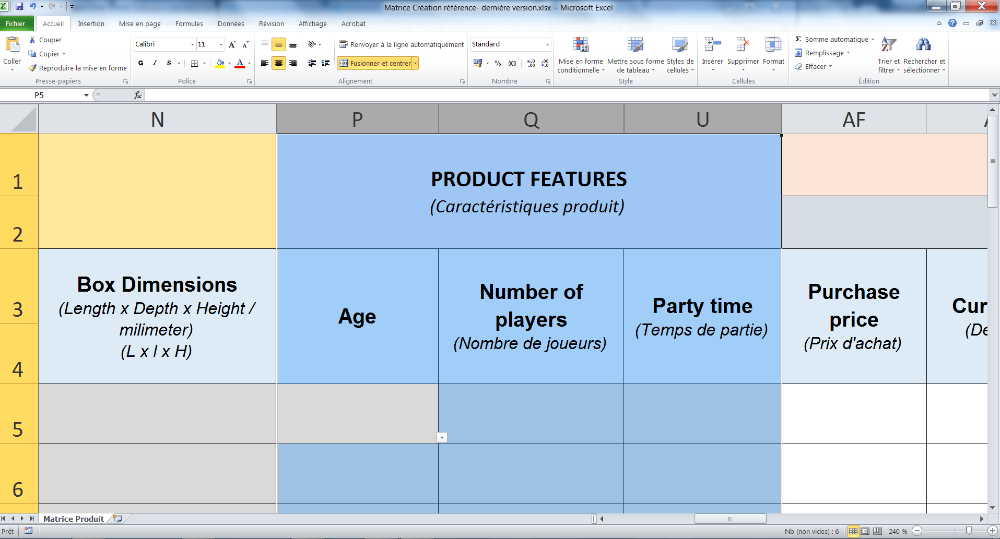 Matrice Création référence- dernière version.xlsx - Microsoft Excel
Fichier Accueil Insertion Mise en page Formules Données Révision Affichage Acrobat
Coller
Couper
Copier
Reproduire la mise en forme
Presse-papiers
Calibri 11
G I S
Police
Renvoyer à la ligne automatiquement
Fusionner et centrer
Alignement
Standard
% 000
Nombre
Mise en forme
conditionnelle
Mettre sous forme
de tableau
Styles de
cellules
Style
Insérer Supprimer Format
Cellules
Σ Somme automatique
Remplissage
Effacer
Trier et
filtrer
Rechercher et
sélectionner
Édition
P5
fx
N P Q U AF
1
PRODUCT FEATURES
(Caractéristiques produit)
2
3
4
Box Dimensions
(Length x Depth x Height /
milimeter)
(L x l x H)
Age
Number of
players
(Nombre de joueurs)
Party time
(Temps de partie)
Purchase
price
(Prix d'achat)
Cur
(De
5
6
Matrice Produit
Prêt
Nb (non vides) : 6
240 %